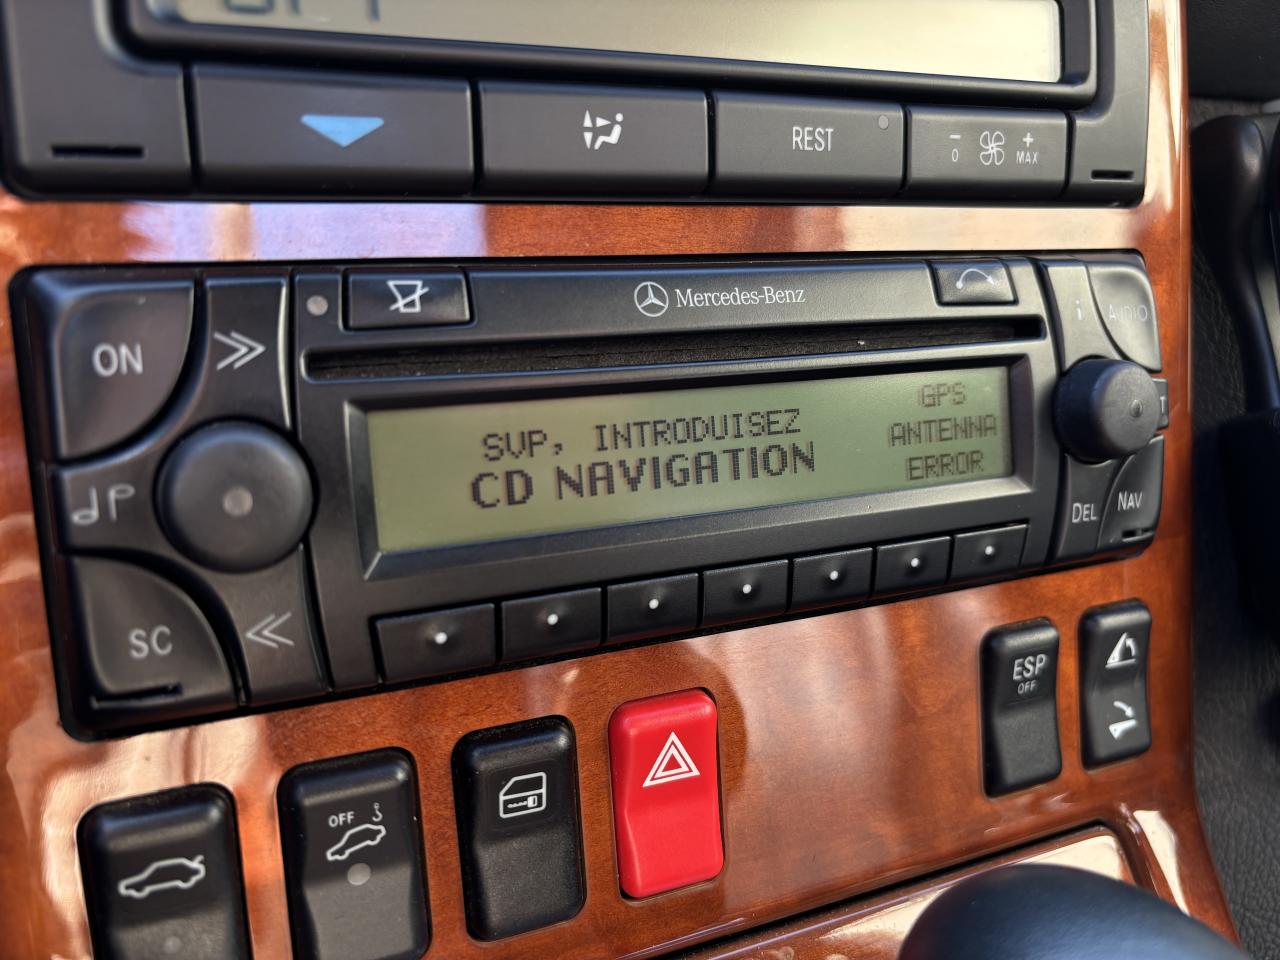 REST
0
MAX
Mercedes-Benz
ON
i
AUDIO
SVP, INTRODUISEZ
CD NAVIGATION
GPS
ANTENNA
ERROR
DEL
NAV
SC
ESP
OFF
OFF